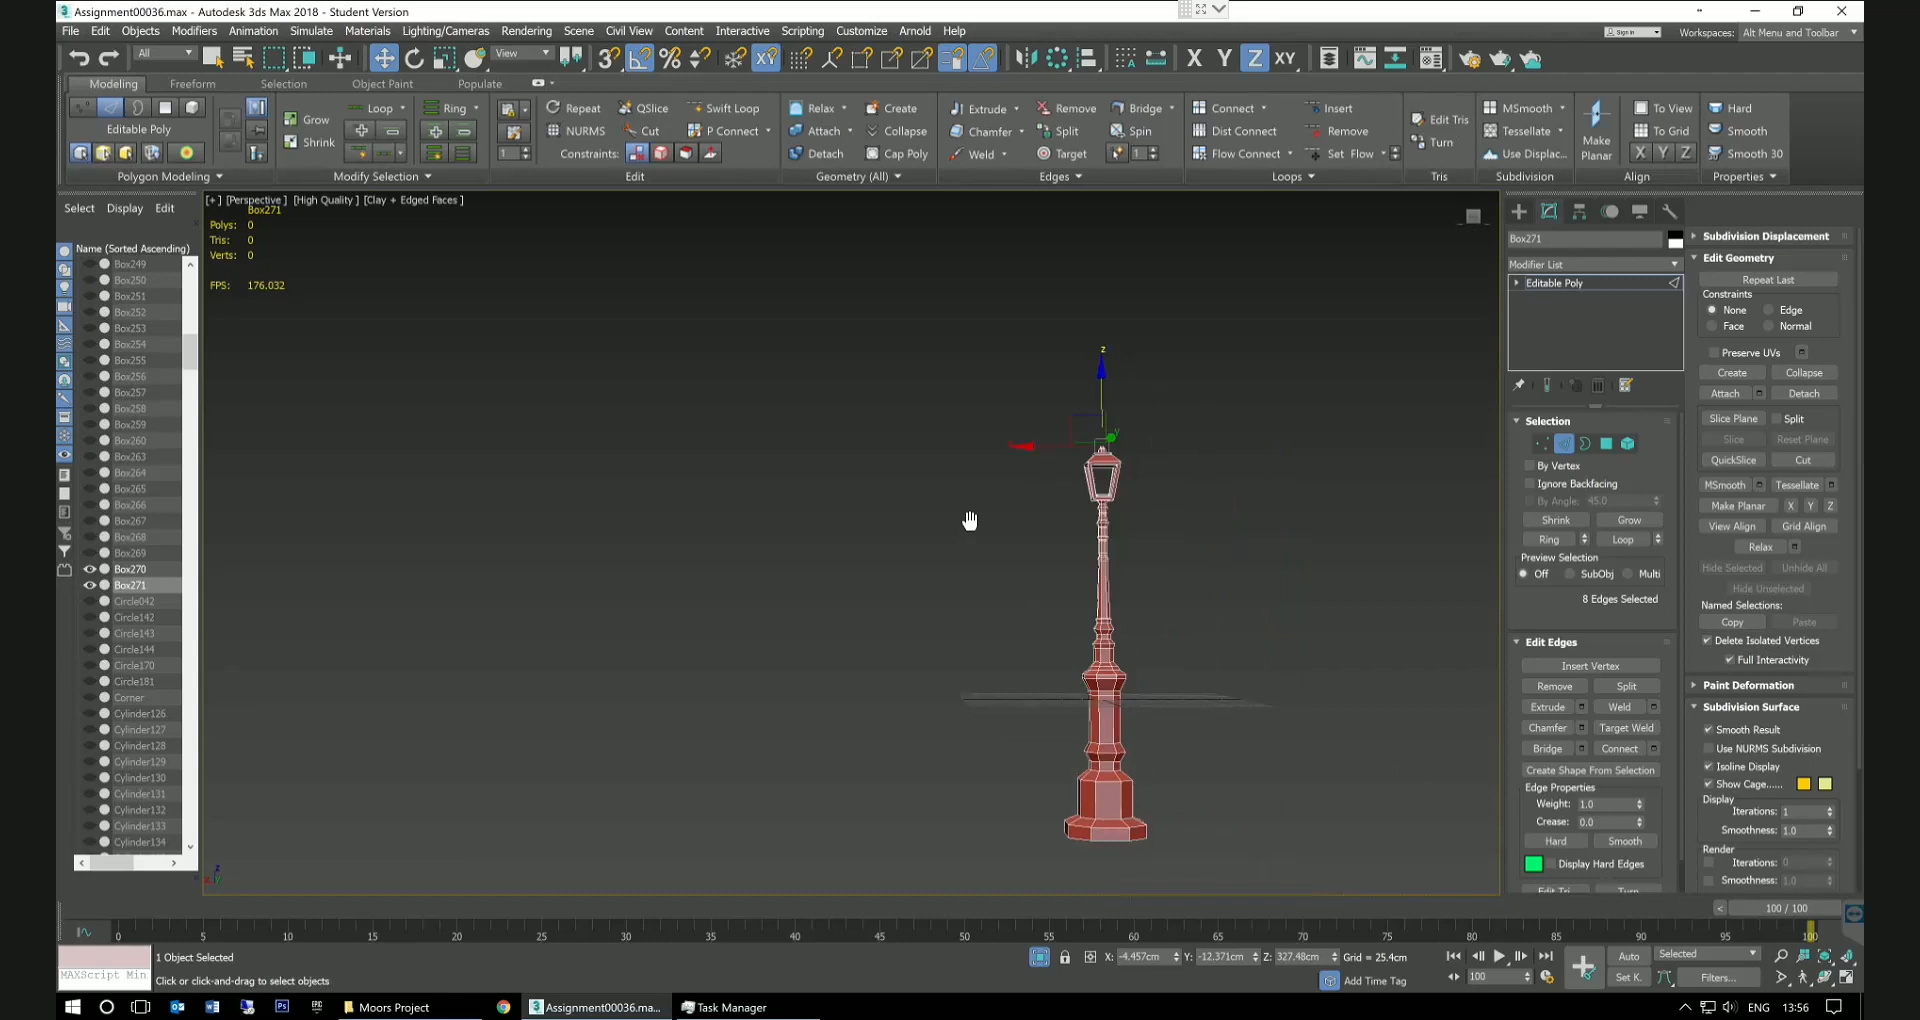 Assignment00036.max - Autodesk 3ds Max 2018 - Student Version
File Edit Objects Modifiers Animation Simulate Materials Lighting/Cameras Rendering Scene Civil View Content Interactive Scripting Customize Arnold Help Sign In Workspaces: Alt Menu and Toolbar
All View X Y Z XY
Modeling Freeform Selection Object Paint Populate
Loop Ring Repeat QSlice Swift Loop Relax Create Extrude Remove Bridge Connect Insert MSmooth To View Hard
Grow Edit Tris
Editable Poly NURMS Cut P Connect Attach Collapse Chamfer Split Spin Dist Connect Remove Tessellate To Grid Smooth
Shrink Turn Make Planar
1 Constraints: Detach Cap Poly Weld Target 1 Flow Connect Set Flow Use Displac... X Y Z Smooth 30
Polygon Modeling Modify Selection Edit Geometry (All) Edges Loops Tris Subdivision Align Properties
Select Display Edit
Name (Sorted Ascending)
Box249
Box250
Box251
Box252
Box253
Box254
Box255
Box256
Box257
Box258
Box259
Box260
Box263
Box264
Box265
Box266
Box267
Box268
Box269
Box270
Box271
Circle042
Circle142
Circle143
Circle144
Circle170
Circle181
Corner
Cylinder126
Cylinder127
Cylinder128
Cylinder129
Cylinder130
Cylinder131
Cylinder132
Cylinder133
Cylinder134
[+] [Perspective] [High Quality] [Clay + Edged Faces]
Box271
Polys: 0
Tris: 0
Verts: 0
FPS: 176.032
z
y
z
Box271
Modifier List
Editable Poly
Selection
By Vertex
Ignore Backfacing
By Angle: 45.0
Shrink Grow
Ring Loop
Preview Selection
Off SubObj Multi
8 Edges Selected
Edit Edges
Insert Vertex
Remove Split
Extrude Weld
Chamfer Target Weld
Bridge Connect
Create Shape From Selection
Edge Properties
Weight: 1.0
Crease: 0.0
Hard Smooth
Display Hard Edges
Edit Tri. Turn
Subdivision Displacement
Edit Geometry
Repeat Last
Constraints
None Edge
Face Normal
Preserve UVs
Create Collapse
Attach Detach
Slice Plane Split
Slice Reset Plane
QuickSlice Cut
MSmooth Tessellate
Make Planar X Y Z
View Align Grid Align
Relax
Hide Selected Unhide All
Hide Unselected
Named Selections:
Copy Paste
Delete Isolated Vertices
Full Interactivity
Paint Deformation
Subdivision Surface
Smooth Result
Use NURMS Subdivision
Isoline Display
Show Cage......
Display
Iterations: 1
Smoothness: 1.0
Render
Iterations: 0
Smoothness: 1.0
< 100 / 100
0 5 10 15 20 25 30 35 40 45 50 55 60 65 70 75 80 85 90 95 100
1 Object Selected X: -4.457cm Y: -12.371cm Z: 327.48cm Grid = 25.4cm Auto Selected
MAXScript Min Click or click-and-drag to select objects Add Time Tag 100 Set K. Filters...
Moors Project Assignment00036.ma... Task Manager ENG 13:56